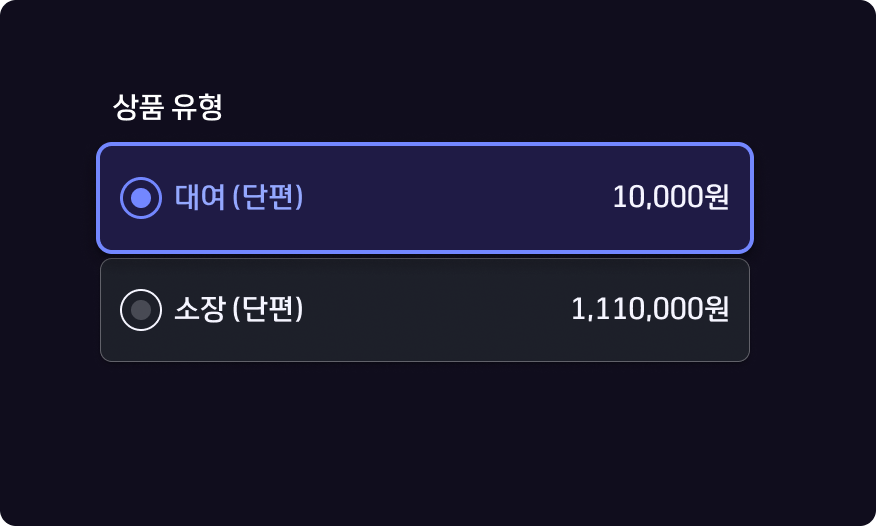 상품 유형
대여 (단편) 10,000원
소장 (단편) 1,110,000원